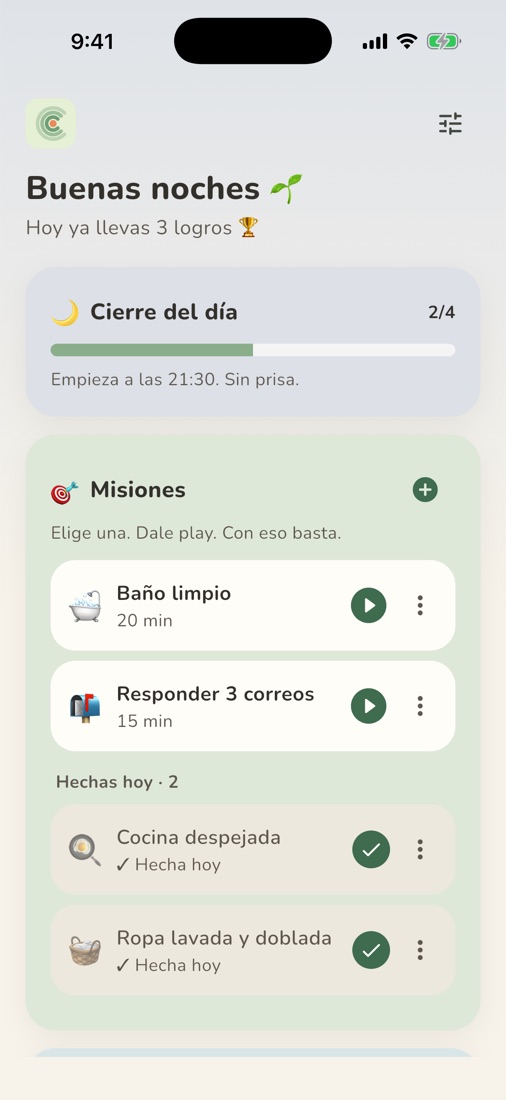 9:41
Buenas noches 🌱
Hoy ya llevas 3 logros 🏆
🌙 Cierre del día 2/4
Empieza a las 21:30. Sin prisa.
🎯 Misiones
Elige una. Dale play. Con eso basta.
Baño limpio
20 min
Responder 3 correos
15 min
Hechas hoy · 2
Cocina despejada
✓ Hecha hoy
Ropa lavada y doblada
✓ Hecha hoy